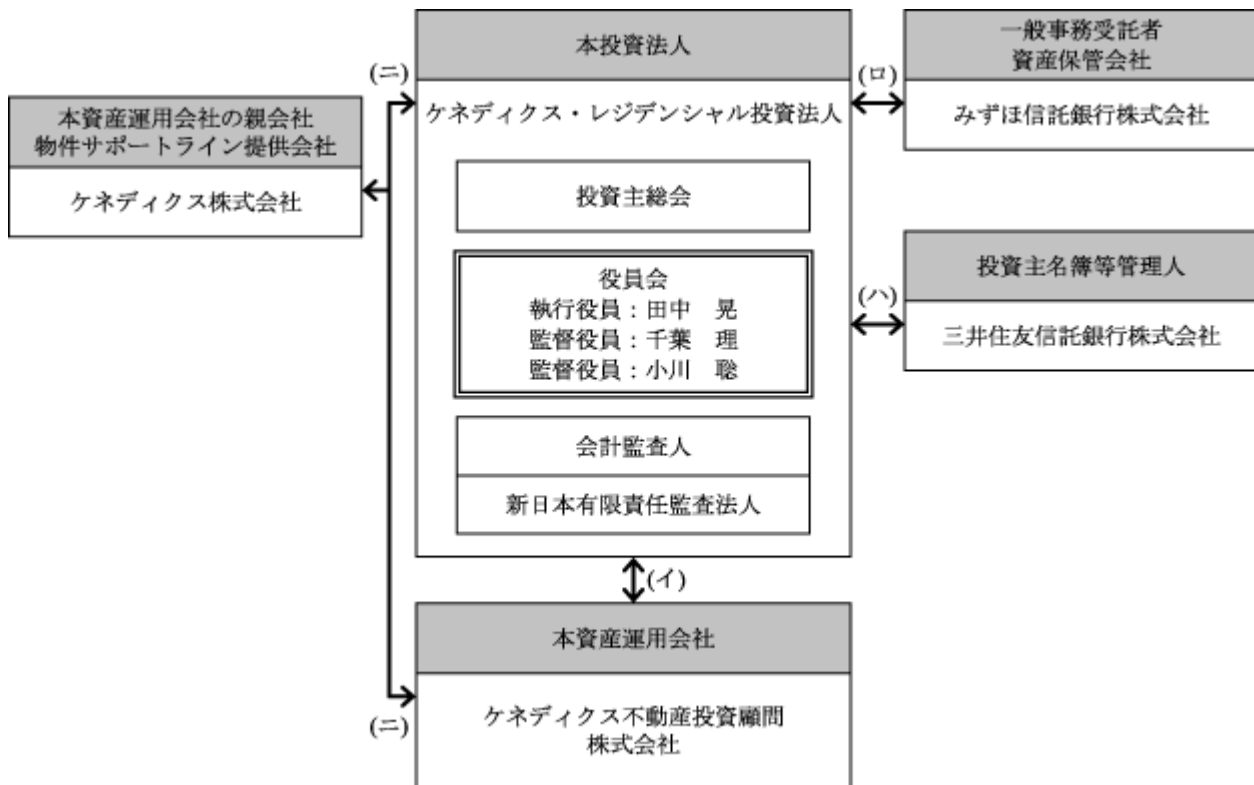 本投資法人
(ニ)
ケネディクス・レジデンシャル投資法人
(ロ)
一般事務受託者
資産保管会社
みずほ信託銀行株式会社
本資産運用会社の親会社
物件サポートライン提供会社
ケネディクス株式会社
投資主総会
役員会
執行役員:田中 晃
監督役員:千葉 理
監督役員:小川 聡
(ハ)
投資主名簿等管理人
三井住友信託銀行株式会社
会計監査人
新日本有限責任監査法人
(イ)
本資産運用会社
(ニ)
ケネディクス不動産投資顧問
株式会社